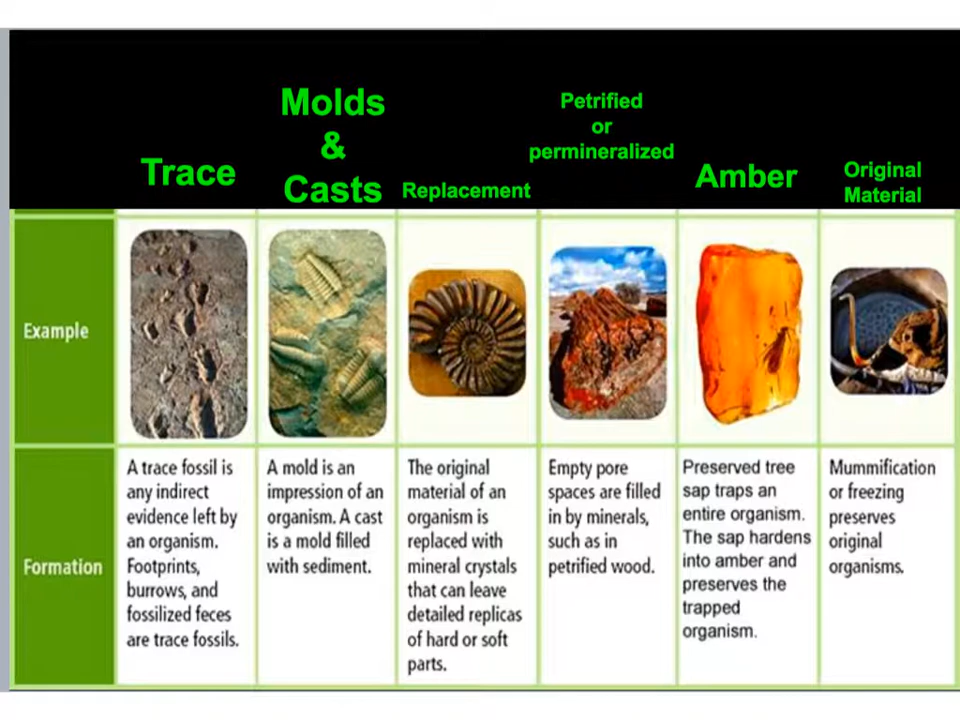 Trace
Molds
&
Casts
Replacement
Petrified
or
permineralized
Amber
Original
Material
Example
Formation
A trace fossil is
any indirect
evidence left by
an organism.
Footprints,
burrows, and
fossilized feces
are trace fossils.
A mold is an
impression of an
organism. A cast
is a mold filled
with sediment.
The original
material of an
organism is
replaced with
mineral crystals
that can leave
detailed replicas
of hard or soft
parts.
Empty pore
spaces are filled
in by minerals,
such as in
petrified wood.
Preserved tree
sap traps an
entire organism.
The sap hardens
into amber and
preserves the
trapped
organism.
Mummification
or freezing
preserves
original
organisms.